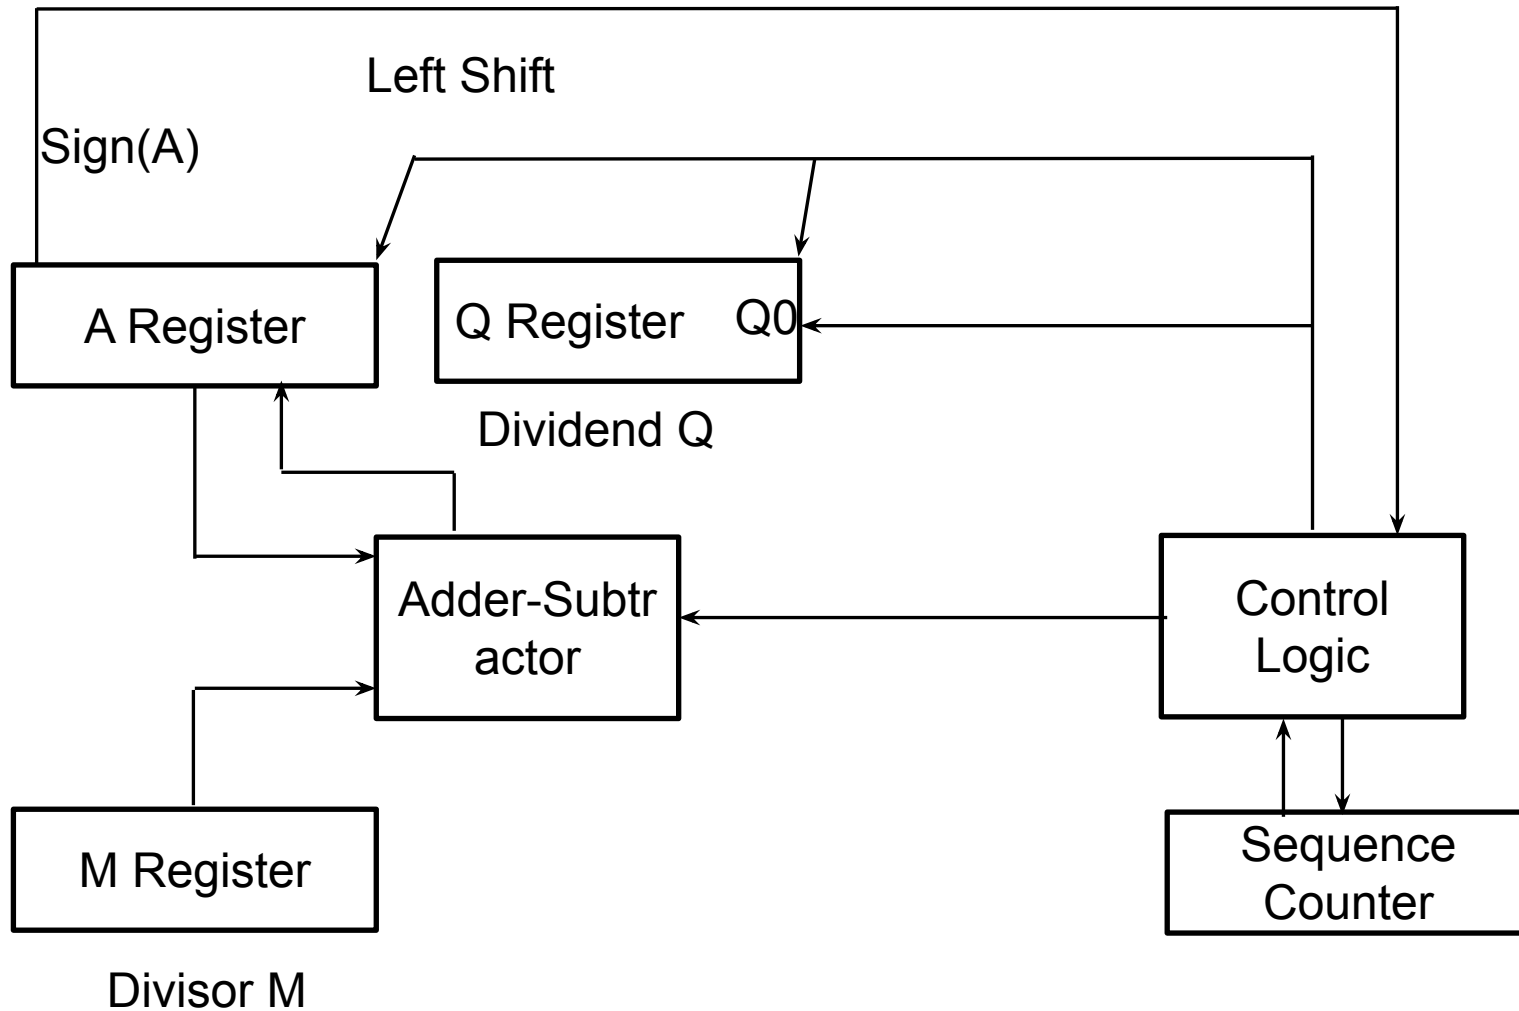 Left Shift
Sign(A)
A Register
Q Register Q0
Dividend Q
Adder-Subtr
actor
Control
Logic
M Register
Sequence
Counter
Divisor M